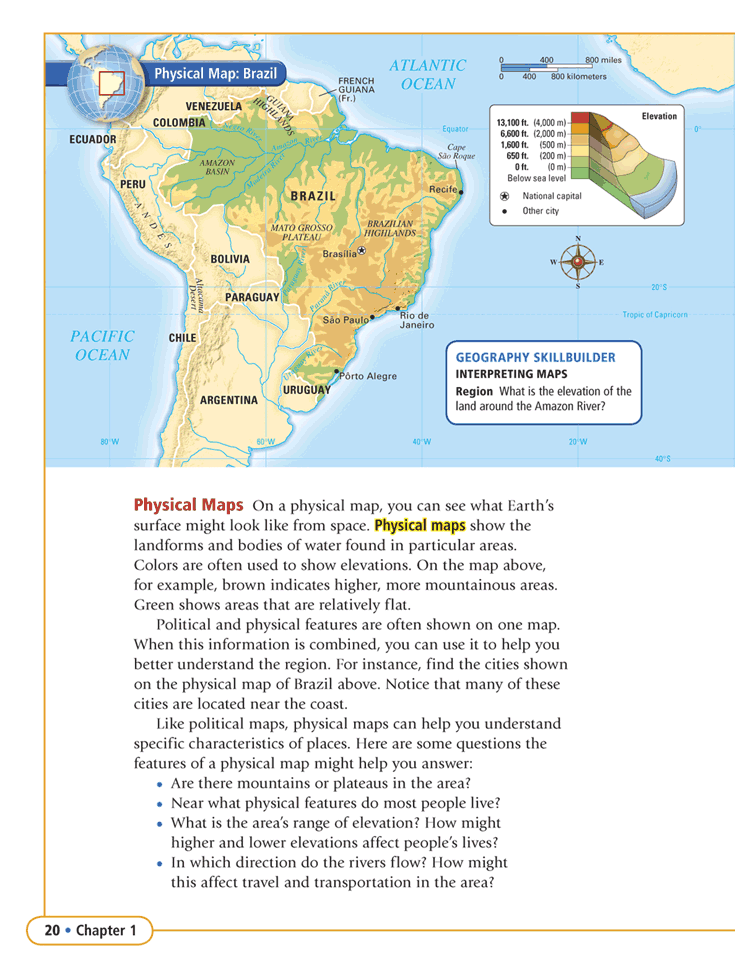 Physical Map: Brazil
ATLANTIC
OCEAN
0 400 800 miles
0 400 800 kilometers
FRENCH
GUIANA
(Fr.)
VENEZUELA
GUIANA
HIGHLANDS
COLOMBIA
Negro River
ECUADOR
Equator
0°
Amazon River
Cape
São Roque
AMAZON
BASIN
Madeira River
PERU
BRAZIL
Recife
ANDES
MATO GROSSO
PLATEAU
BRAZILIAN
HIGHLANDS
Brasília
BOLIVIA
Paraná River
Atacama
Desert
PARAGUAY
São Paulo
Rio de
Janeiro
PACIFIC
OCEAN
CHILE
Uruguay River
Pôrto Alegre
URUGUAY
ARGENTINA
Elevation
13,100 ft. (4,000 m)
6,600 ft. (2,000 m)
1,600 ft. (500 m)
650 ft. (200 m)
0 ft. (0 m)
Below sea level
National capital
Other city
N
W E
S
20°S
Tropic of Capricorn
GEOGRAPHY SKILLBUILDER
INTERPRETING MAPS
Region What is the elevation of the
land around the Amazon River?
80°W 60°W 40°W 20°W
40°S
Physical Maps On a physical map, you can see what Earth's
surface might look like from space. Physical maps show the
landforms and bodies of water found in particular areas.
Colors are often used to show elevations. On the map above,
for example, brown indicates higher, more mountainous areas.
Green shows areas that are relatively flat.
Political and physical features are often shown on one map.
When this information is combined, you can use it to help you
better understand the region. For instance, find the cities shown
on the physical map of Brazil above. Notice that many of these
cities are located near the coast.
Like political maps, physical maps can help you understand
specific characteristics of places. Here are some questions the
features of a physical map might help you answer:
• Are there mountains or plateaus in the area?
• Near what physical features do most people live?
• What is the area's range of elevation? How might
higher and lower elevations affect people's lives?
• In which direction do the rivers flow? How might
this affect travel and transportation in the area?
20 • Chapter 1